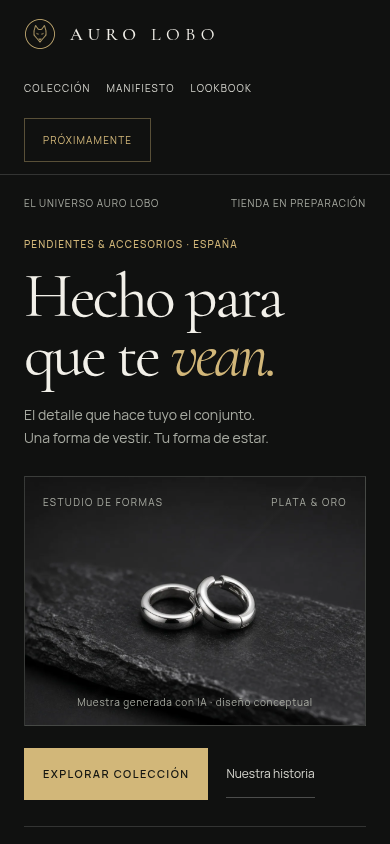 AURO LOBO
COLECCIÓN MANIFIESTO LOOKBOOK
PRÓXIMAMENTE
EL UNIVERSO AURO LOBO TIENDA EN PREPARACIÓN
PENDIENTES & ACCESORIOS · ESPAÑA
Hecho para
que te vean.
El detalle que hace tuyo el conjunto.
Una forma de vestir. Tu forma de estar.
ESTUDIO DE FORMAS PLATA & ORO
Muestra generada con IA · diseño conceptual
EXPLORAR COLECCIÓN Nuestra historia